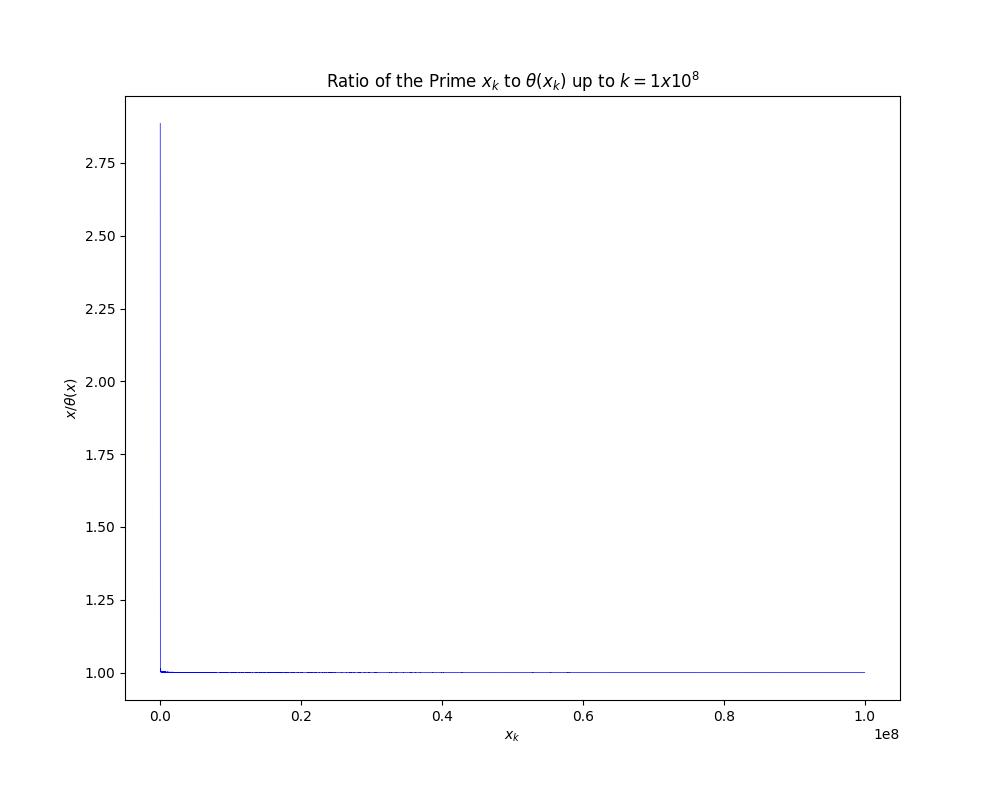 Ratio of the Prime $x_k$ to $\theta(x_k)$ up to $k = 1x10^8$
2.75
2.50
2.25
2.00
x/θ(x)
1.75
1.50
1.25
1.00
0.0 0.2 0.4 0.6 0.8 1.0
$x_k$
1e8